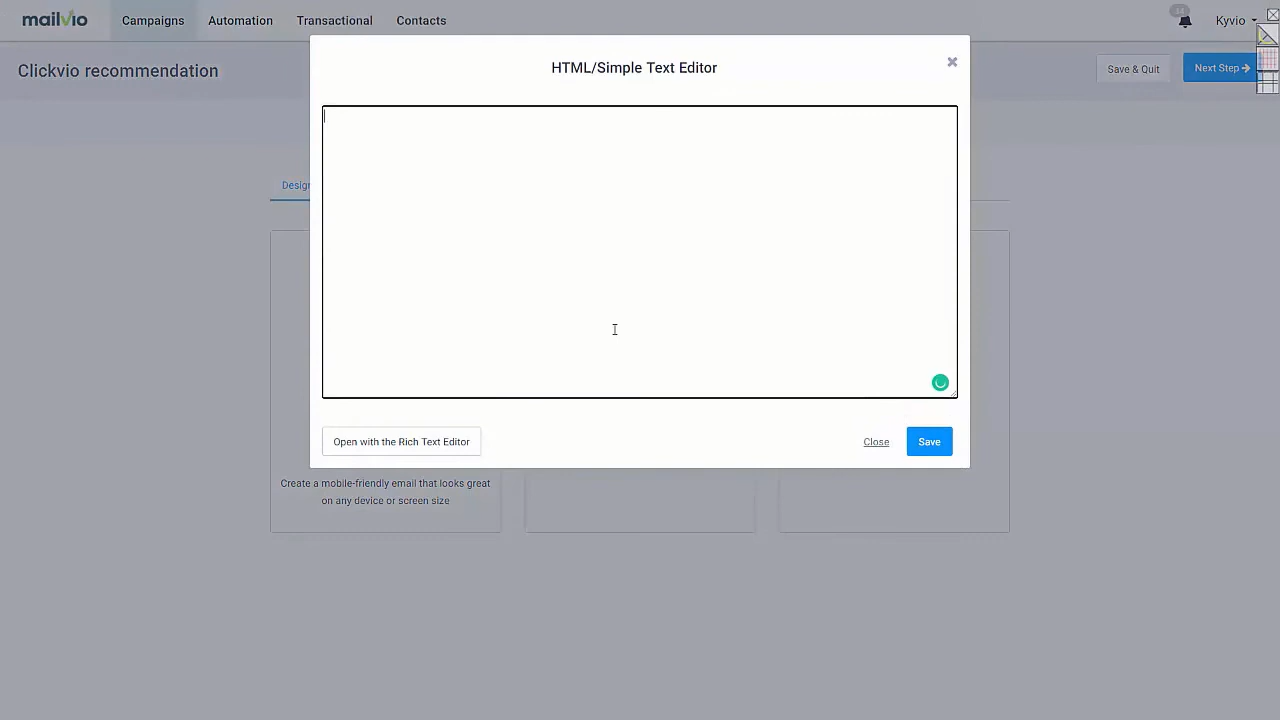 mailvio
Campaigns
Automation
Transactional
Contacts
Kyvio
Clickvio recommendation
Save & Quit
Next Step
HTML/Simple Text Editor
Desig
Open with the Rich Text Editor
Close
Save
Create a mobile-friendly email that looks great
on any device or screen size